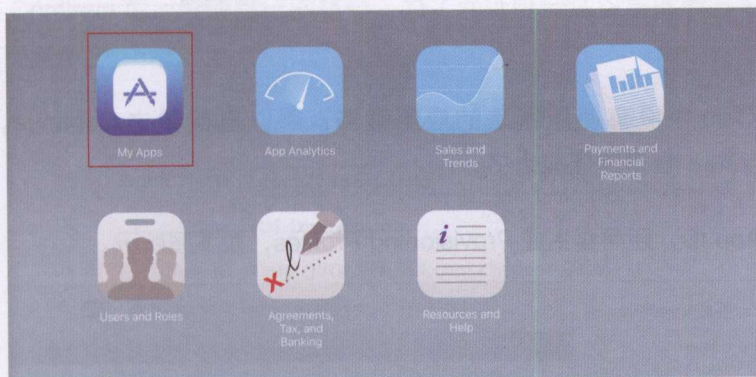 My Apps
App Analytics
Sales and
Trends
Payments and
Financial
Reports
Users and Roles
Agreements,
Tax, and
Banking
Resources and
Help